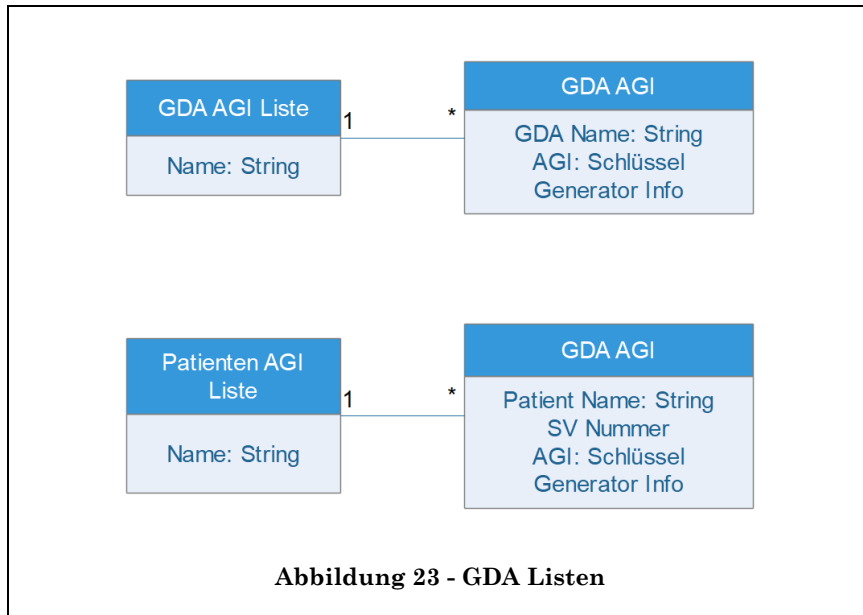 GDA AGI Liste
Name: String
1
*
GDA AGI
GDA Name: String
AGI: Schlüssel
Generator Info
Patienten AGI
Liste
Name: String
1
*
GDA AGI
Patient Name: String
SV Nummer
AGI: Schlüssel
Generator Info
Abbildung 23 - GDA Listen